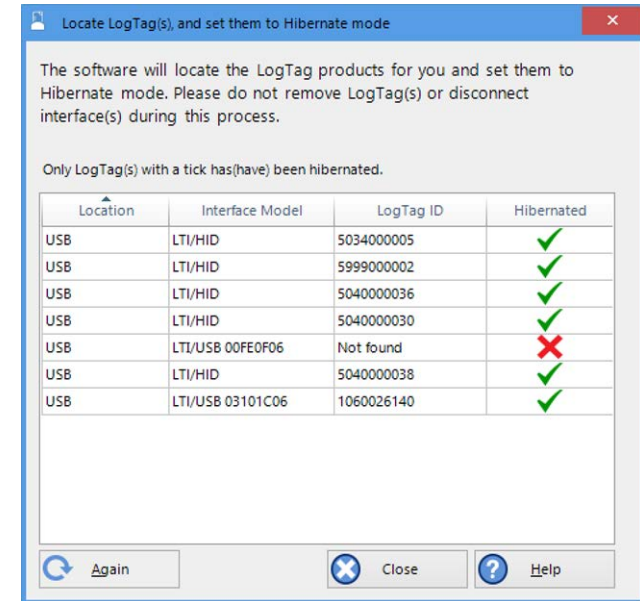 Locate LogTag(s), and set them to Hibernate mode
The software will locate the LogTag products for you and set them to
Hibernate mode. Please do not remove LogTag(s) or disconnect
interface(s) during this process.
Only LogTag(s) with a tick has(have) been hibernated.
Location Interface Model LogTag ID Hibernated
USB LTI/HID 5034000005
USB LTI/HID 5999000002
USB LTI/HID 5040000036
USB LTI/HID 5040000030
USB LTI/USB 00FE0F06 Not found
USB LTI/HID 5040000038
USB LTI/USB 03101C06 1060026140
Again Close Help